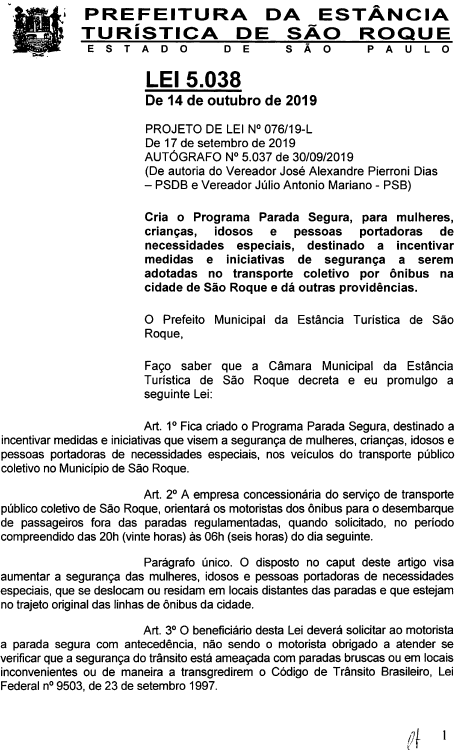 PREFEITURA DA ESTÂNCIA
TURÍSTICA DE SÃO ROQUE
ESTADO DE SÃO PAULO
LEI 5.038
De 14 de outubro de 2019
PROJETO DE LEI Nº 076/19-L
De 17 de setembro de 2019
AUTÓGRAFO Nº 5.037 de 30/09/2019
(De autoria do Vereador José Alexandre Pierroni Dias
– PSDB e Vereador Júlio Antonio Mariano - PSB)
Cria o Programa Parada Segura, para mulheres,
crianças, idosos e pessoas portadoras de
necessidades especiais, destinado a incentivar
medidas e iniciativas de segurança a serem
adotadas no transporte coletivo por ônibus na
cidade de São Roque e dá outras providências.
O Prefeito Municipal da Estância Turística de São
Roque,
Faço saber que a Câmara Municipal da Estância
Turística de São Roque decreta e eu promulgo a
seguinte Lei:
Art. 1º Fica criado o Programa Parada Segura, destinado a
incentivar medidas e iniciativas que visem a segurança de mulheres, crianças, idosos e
pessoas portadoras de necessidades especiais, nos veículos do transporte público
coletivo no Município de São Roque.
Art. 2º A empresa concessionária do serviço de transporte
público coletivo de São Roque, orientará os motoristas dos ônibus para o desembarque
de passageiros fora das paradas regulamentadas, quando solicitado, no período
compreendido das 20h (vinte horas) às 06h (seis horas) do dia seguinte.
Parágrafo único. O disposto no caput deste artigo visa
aumentar a segurança das mulheres, idosos e pessoas portadoras de necessidades
especiais, que se deslocam ou residam em locais distantes das paradas e que estejam
no trajeto original das linhas de ônibus da cidade.
Art. 3º O beneficiário desta Lei deverá solicitar ao motorista
a parada segura com antecedência, não sendo o motorista obrigado a atender se
verificar que a segurança do trânsito está ameaçada com paradas bruscas ou em locais
inconvenientes ou de maneira a transgredirem o Código de Trânsito Brasileiro, Lei
Federal nº 9503, de 23 de setembro 1997.
1